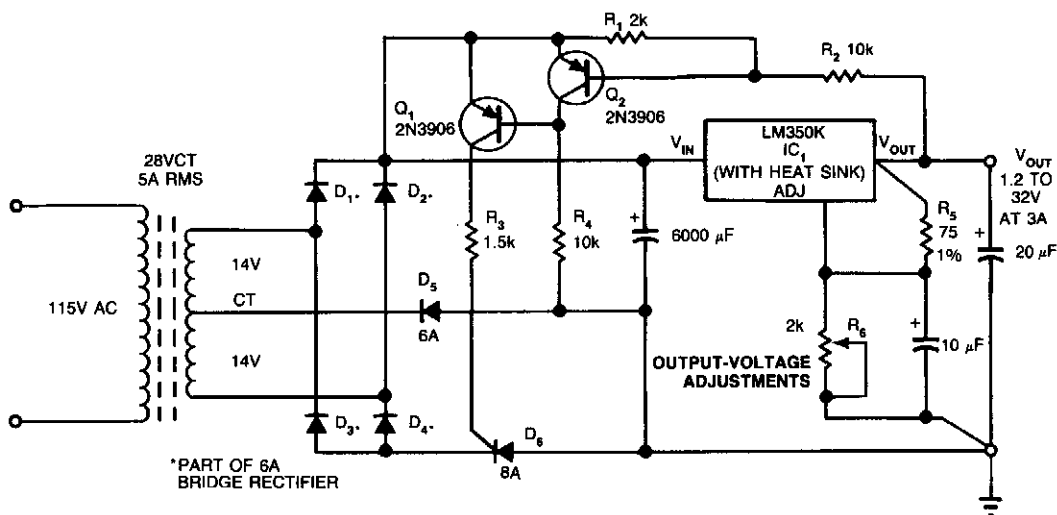 R1 2k
R2 10k
Q1
2N3906
Q2
2N3906
28VCT
5A RMS
VIN
LM350K
IC1
(WITH HEAT SINK)
ADJ
VOUT
VOUT
1.2 TO
32V
AT 3A
D1*
D2*
R3
1.5k
R4
10k
+
6000 μF
R5
75
1%
+
20 μF
115V AC
14V
CT
14V
D5
6A
2k
R6
+
10 μF
OUTPUT-VOLTAGE
ADJUSTMENTS
D3*
D4*
D6
8A
*PART OF 6A
BRIDGE RECTIFIER